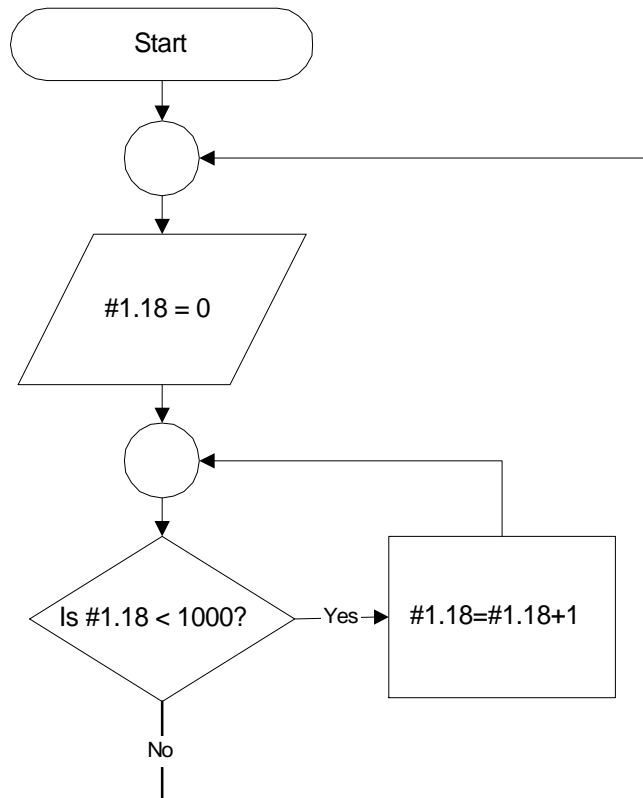 Start
#1.18 = 0
Is #1.18 < 1000?
Yes
#1.18=#1.18+1
No